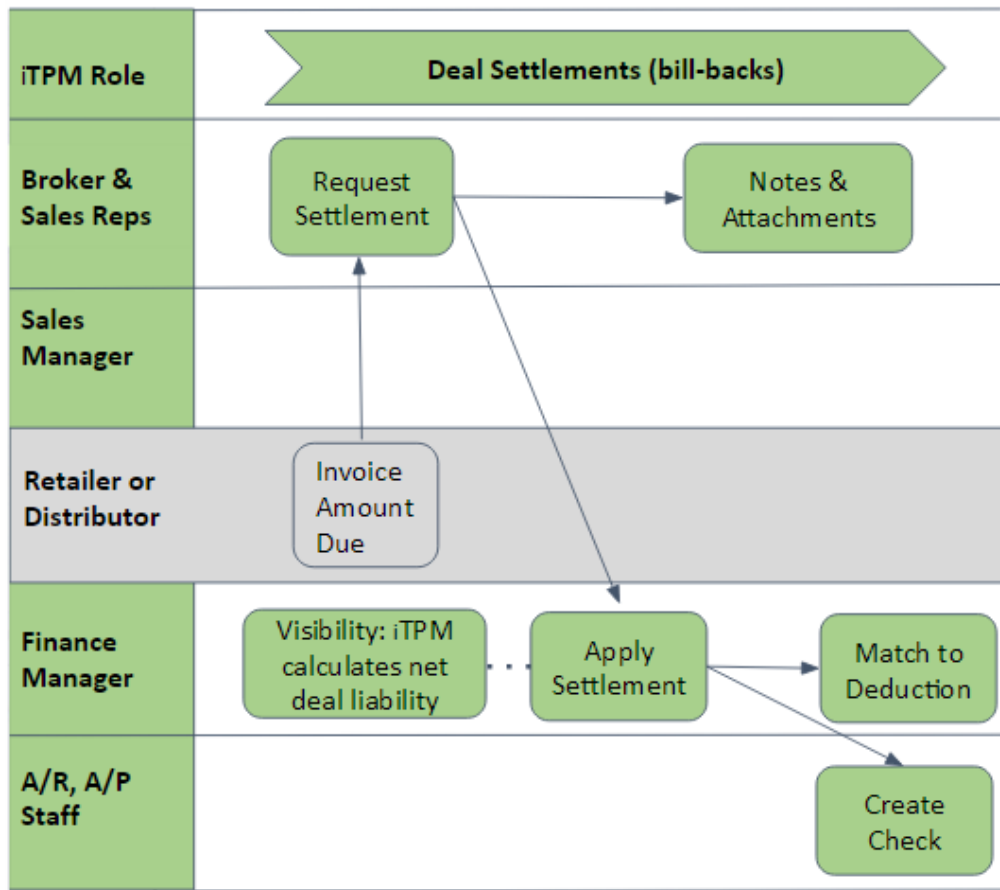 iTPM Role
Deal Settlements (bill-backs)
Broker &
Sales Reps
Request
Settlement
Notes &
Attachments
Sales
Manager
Retailer or
Distributor
Invoice
Amount
Due
Finance
Manager
Visibility: iTPM
calculates net
deal liability
Apply
Settlement
Match to
Deduction
A/R, A/P
Staff
Create
Check